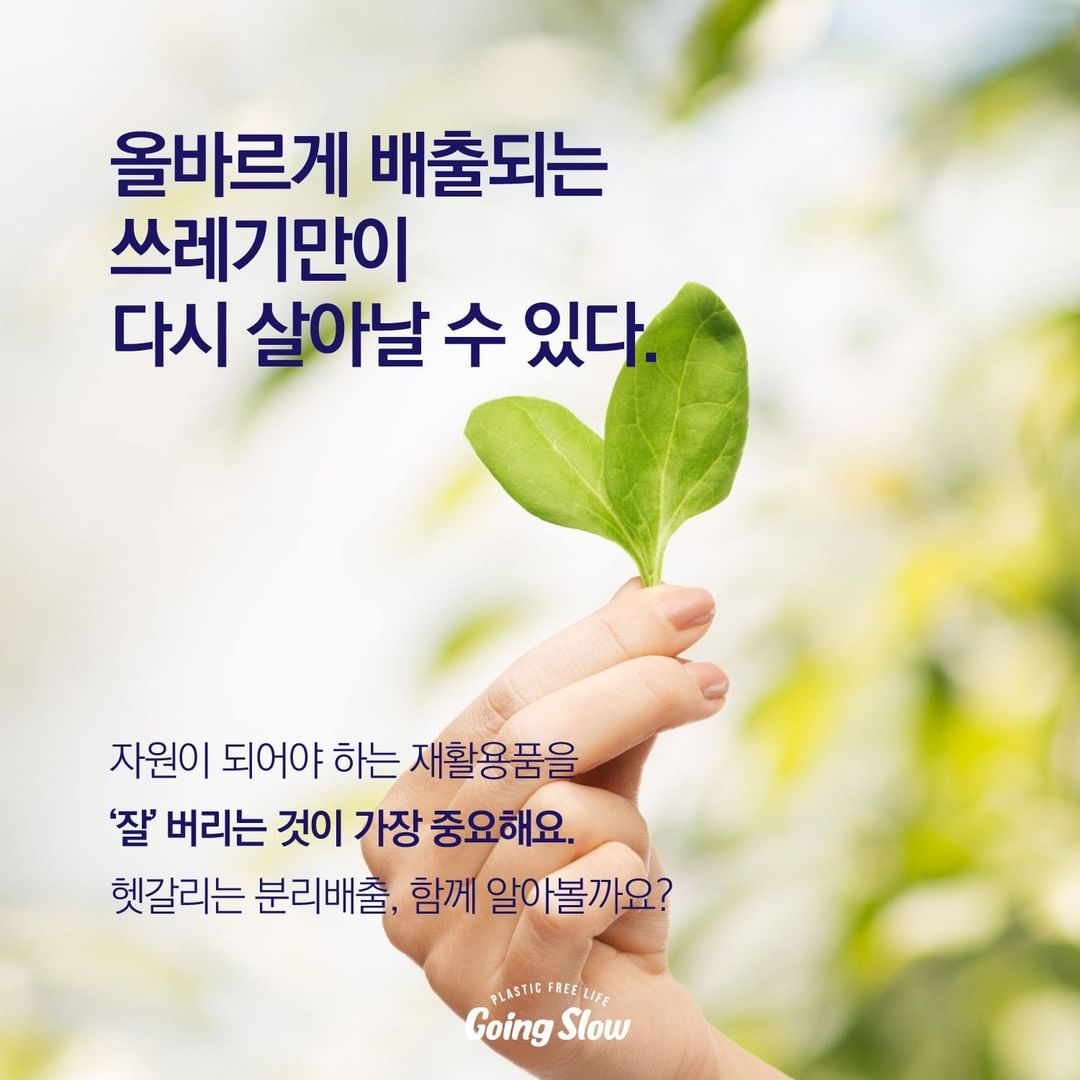 올바르게 배출되는
쓰레기만이
다시 살아날 수 있다.
자원이 되어야 하는 재활용품을
‘잘’ 버리는 것이 가장 중요해요.
헷갈리는 분리배출, 함께 알아볼까요?
PLASTIC FREE LIFE
Going Slow